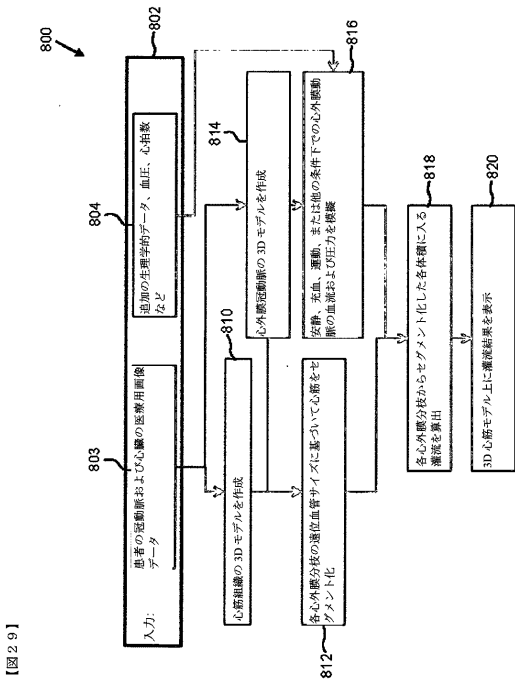 【図29】
800
802
入力:
803
患者の冠動脈および心臓の医療用画像
データ
804
追加の生理学的データ、血圧、心拍数
など
810
心筋組織の3Dモデルを作成
814
心外膜冠動脈の3Dモデルを作成
812
各心外膜分枝の遠位血管サイズに基づいて心筋をセ
グメント化
816
安静、充血、運動、または他の条件下での心外膜動
脈の血流および圧力を模擬
818
各心外膜分枝からセグメント化した各体積に入る
灌流を算出
820
3D心筋モデル上に灌流結果を表示